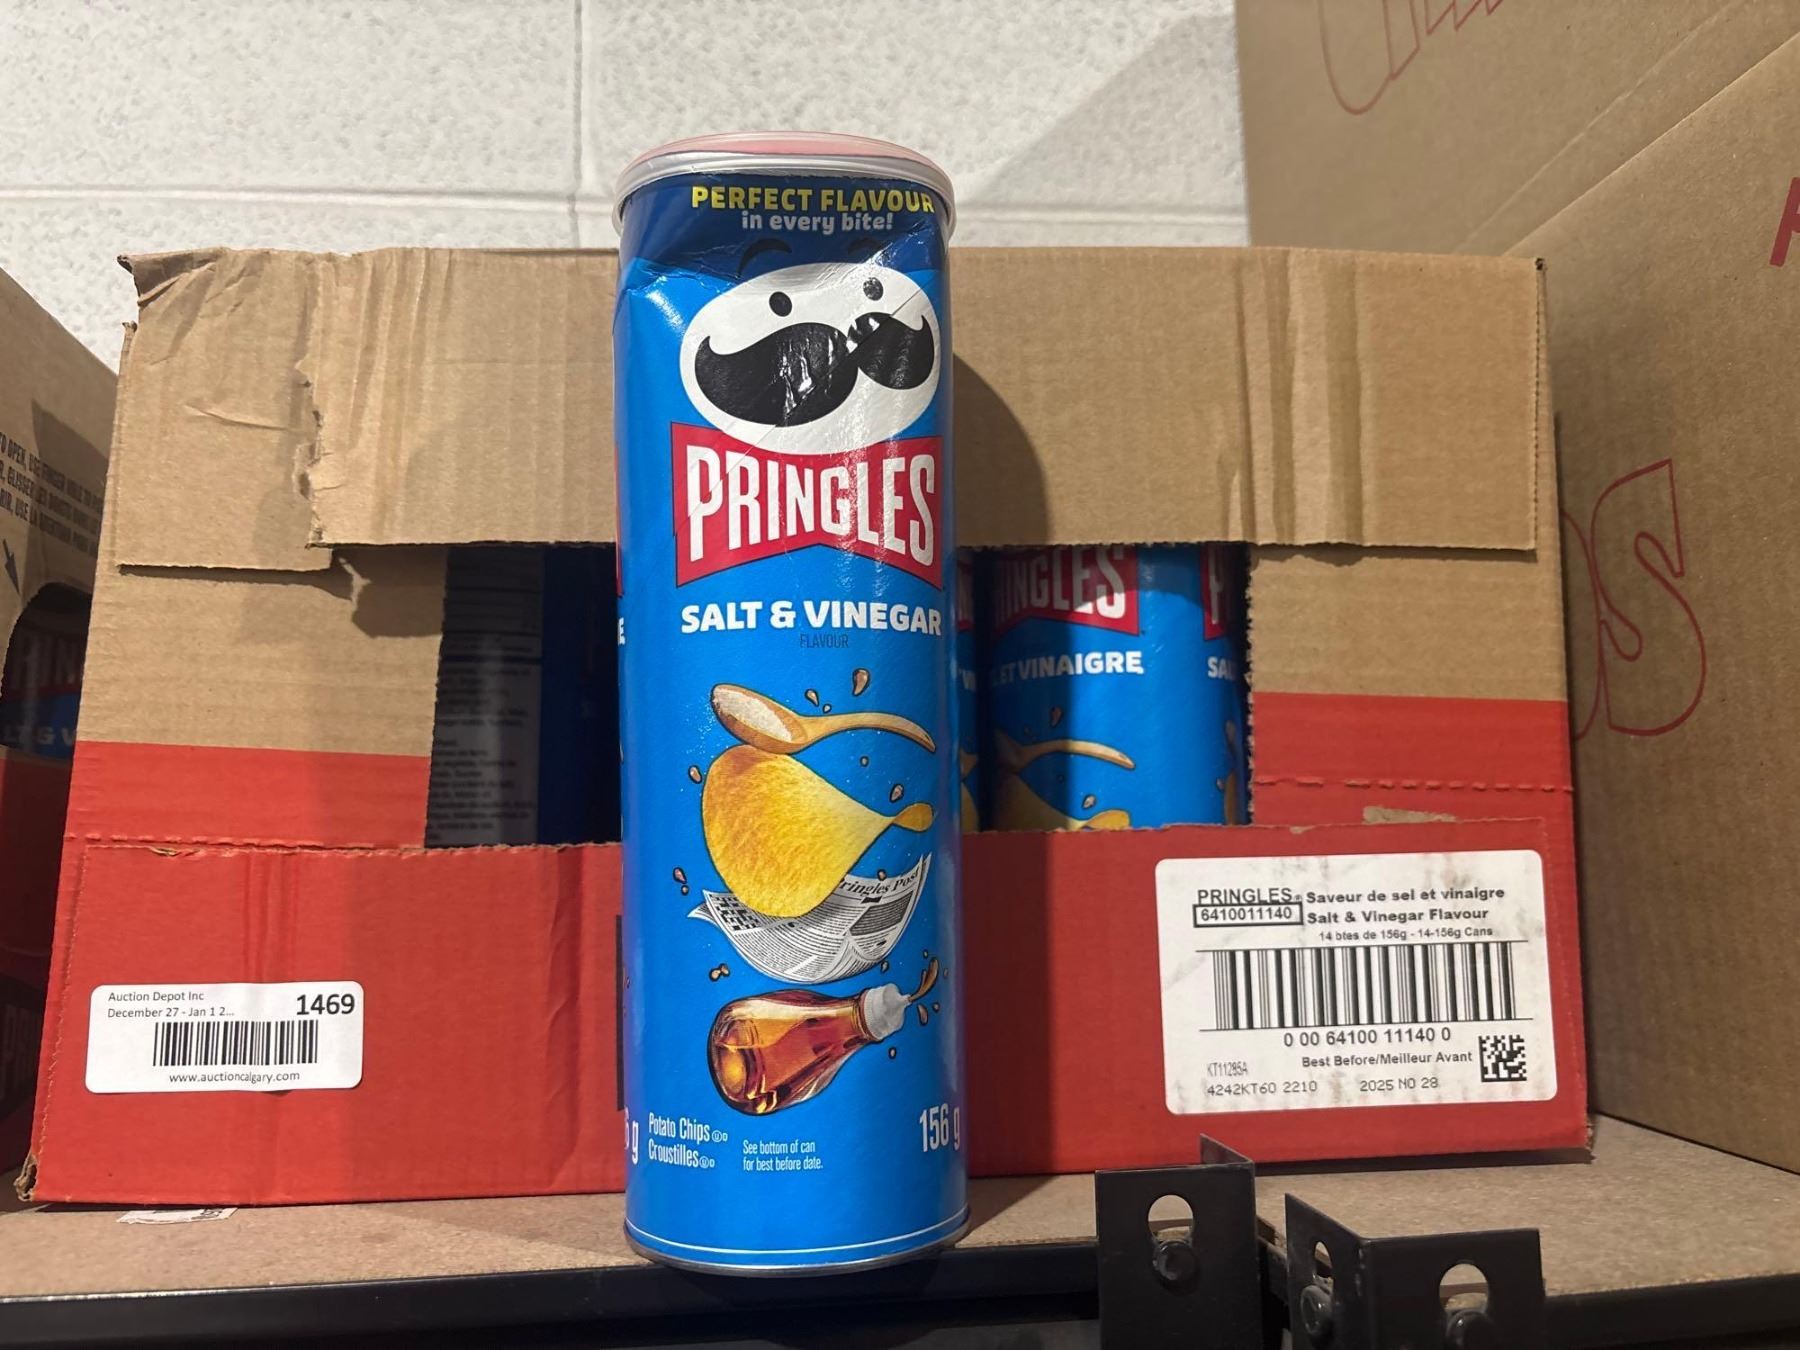 PERFECT FLAVOUR
in every bite!
PRINGLES
SALT & VINEGAR
FLAVOUR
Pringles Post
Potato Chips
Croustilles
See bottom of can
for best before date.
156 g
INGLES
ET VINAIGRE
SA
Auction Depot Inc
December 27 - Jan 1 2...
1469
www.auctioncalgary.com
PRINGLES® Saveur de sel et vinaigre
6410011140 Salt & Vinegar Flavour
14 btes de 156g - 14-156g Cans
0 00 64100 11140 0
Best Before/Meilleur Avant
KT11285A
4242KT60 2210 2025 NO 28